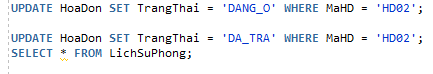 UPDATE HoaDon SET TrangThai = 'DANG_O' WHERE MaHD = 'HD02';
UPDATE HoaDon SET TrangThai = 'DA_TRA' WHERE MaHD = 'HD02';
SELECT * FROM LichSuPhong;